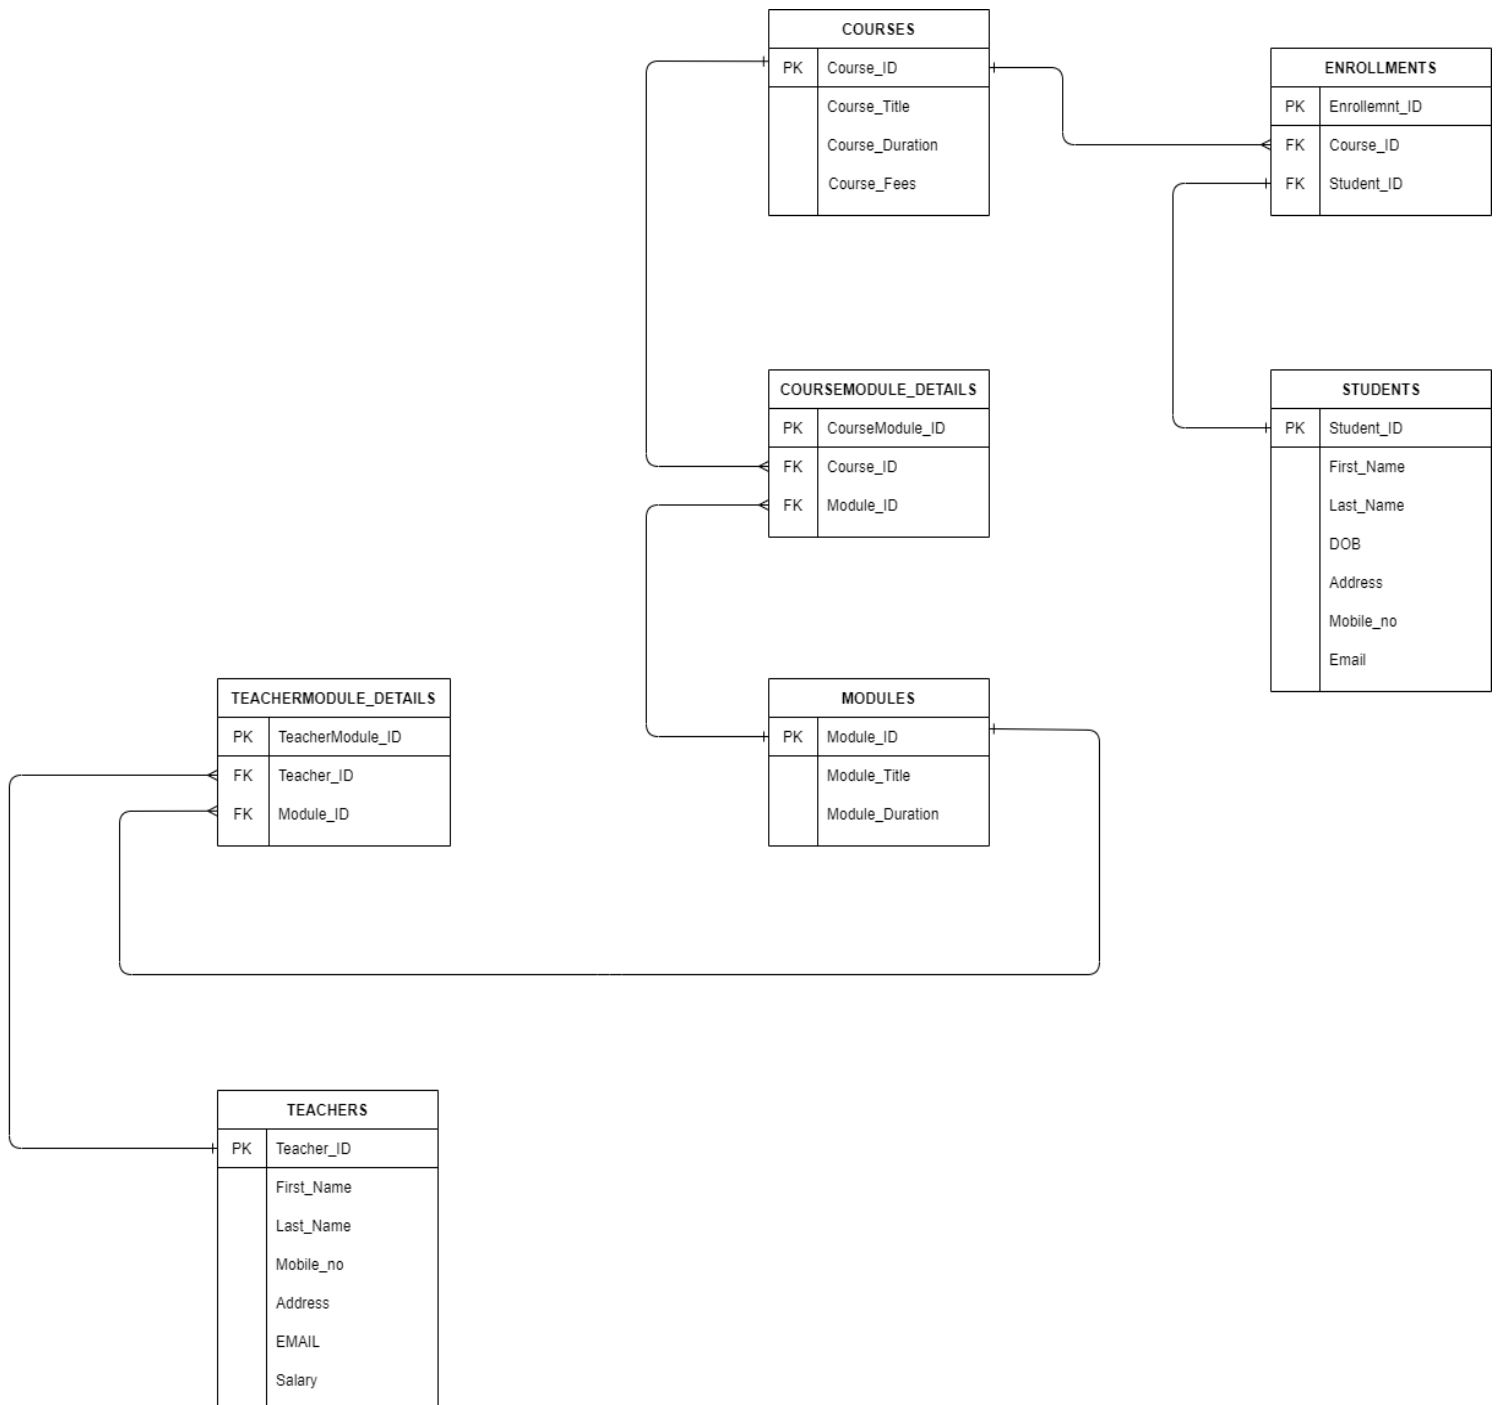 COURSES
PK Course_ID
Course_Title
Course_Duration
Course_Fees
ENROLLMENTS
PK Enrollemnt_ID
FK Course_ID
FK Student_ID
COURSEMODULE_DETAILS
PK CourseModule_ID
FK Course_ID
FK Module_ID
STUDENTS
PK Student_ID
First_Name
Last_Name
DOB
Address
Mobile_no
Email
TEACHERMODULE_DETAILS
PK TeacherModule_ID
FK Teacher_ID
FK Module_ID
MODULES
PK Module_ID
Module_Title
Module_Duration
TEACHERS
PK Teacher_ID
First_Name
Last_Name
Mobile_no
Address
EMAIL
Salary